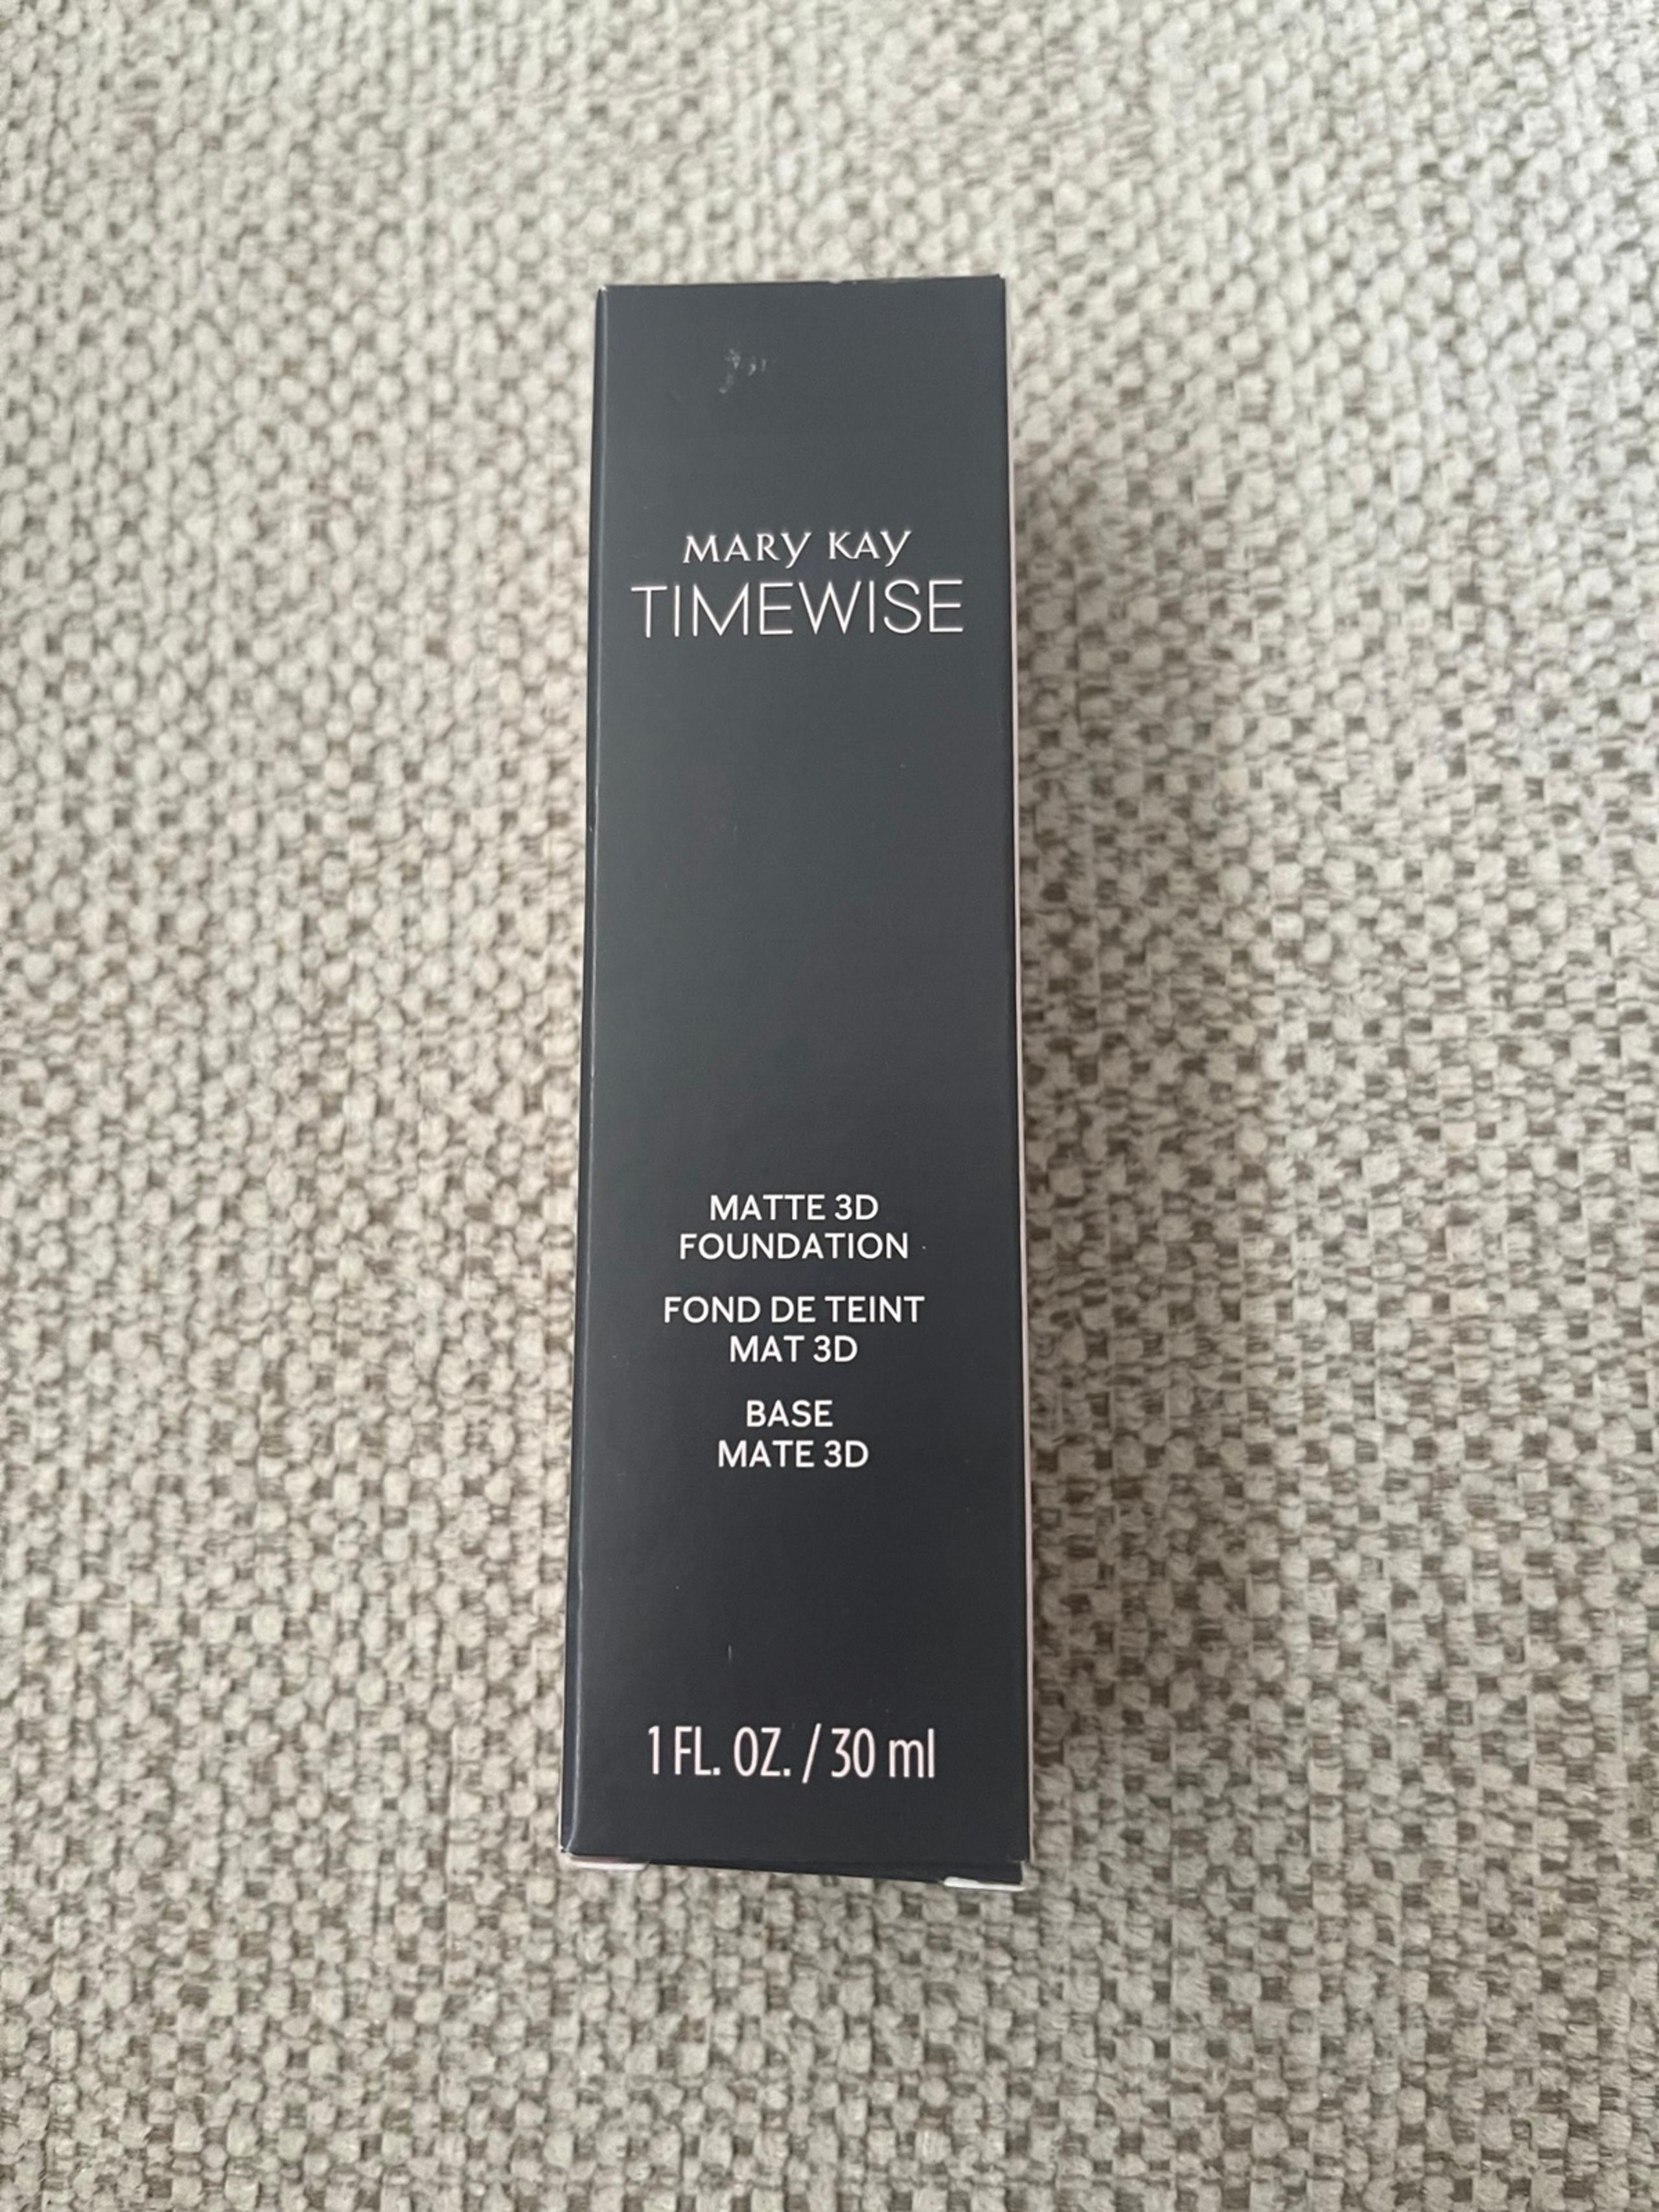 MARY KAY
TIMEWISE
MATTE 3D
FOUNDATION
FOND DE TEINT
MAT 3D
BASE
MATE 3D
1 FL. OZ. / 30 ml